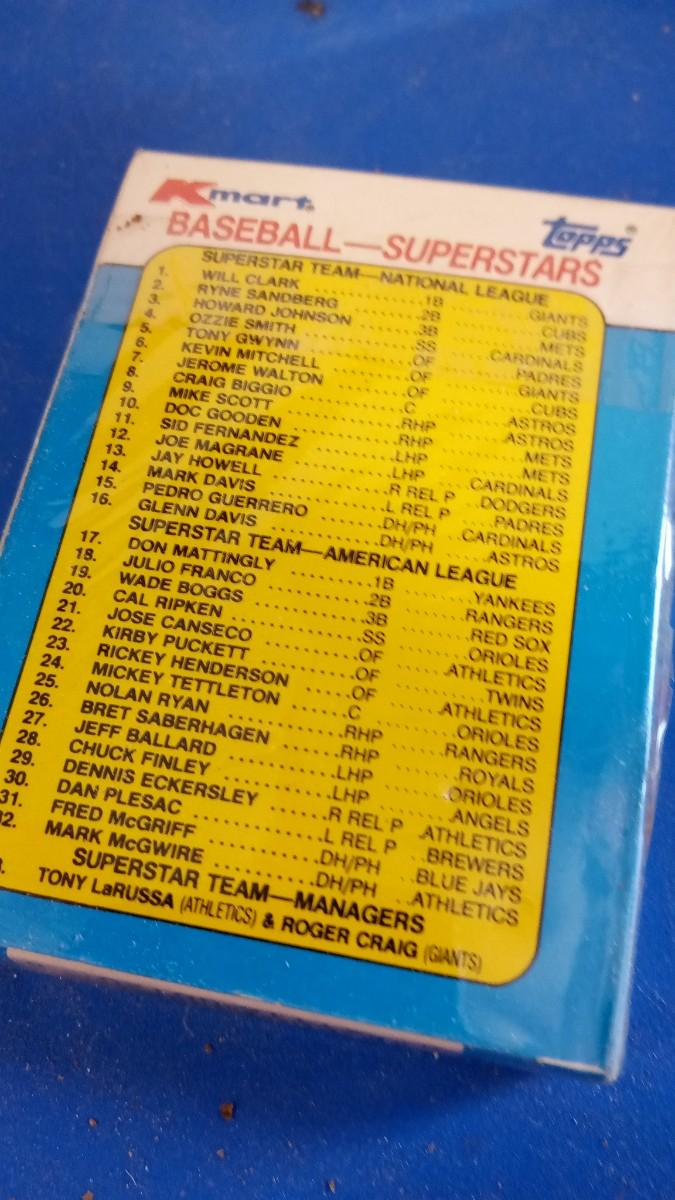 Kmart®
topps®
BASEBALL—SUPERSTARS
SUPERSTAR TEAM—NATIONAL LEAGUE
1. WILL CLARK ............ 1B ............ GIANTS
2. RYNE SANDBERG ............ 2B ............ CUBS
3. HOWARD JOHNSON ............ 3B ............ METS
4. OZZIE SMITH ............ SS ............ CARDINALS
5. TONY GWYNN ............ OF ............ PADRES
6. KEVIN MITCHELL ............ OF ............ GIANTS
7. JEROME WALTON ............ OF ............ CUBS
8. CRAIG BIGGIO ............ C ............ ASTROS
9. MIKE SCOTT ............ RHP ............ ASTROS
10. DOC GOODEN ............ RHP ............ METS
11. SID FERNANDEZ ............ LHP ............ METS
12. JOE MAGRANE ............ LHP ............ CARDINALS
13. JAY HOWELL ............ R REL P ............ DODGERS
14. MARK DAVIS ............ L REL P ............ PADRES
15. PEDRO GUERRERO ............ DH/PH ............ CARDINALS
16. GLENN DAVIS ............ DH/PH ............ ASTROS
SUPERSTAR TEAM—AMERICAN LEAGUE
17. DON MATTINGLY ............ 1B ............ YANKEES
18. JULIO FRANCO ............ 2B ............ RANGERS
19. WADE BOGGS ............ 3B ............ RED SOX
20. CAL RIPKEN ............ SS ............ ORIOLES
21. JOSE CANSECO ............ OF ............ ATHLETICS
22. KIRBY PUCKETT ............ OF ............ TWINS
23. RICKEY HENDERSON ............ OF ............ ATHLETICS
24. MICKEY TETTLETON ............ C ............ ORIOLES
25. NOLAN RYAN ............ RHP ............ RANGERS
26. BRET SABERHAGEN ............ RHP ............ ROYALS
27. JEFF BALLARD ............ LHP ............ ORIOLES
28. CHUCK FINLEY ............ LHP ............ ANGELS
29. DENNIS ECKERSLEY ............ R REL P ............ ATHLETICS
30. DAN PLESAC ............ L REL P ............ BREWERS
31. FRED McGRIFF ............ DH/PH ............ BLUE JAYS
2. MARK McGWIRE ............ DH/PH ............ ATHLETICS
SUPERSTAR TEAM—MANAGERS
TONY LaRUSSA (ATHLETICS) & ROGER CRAIG (GIANTS)